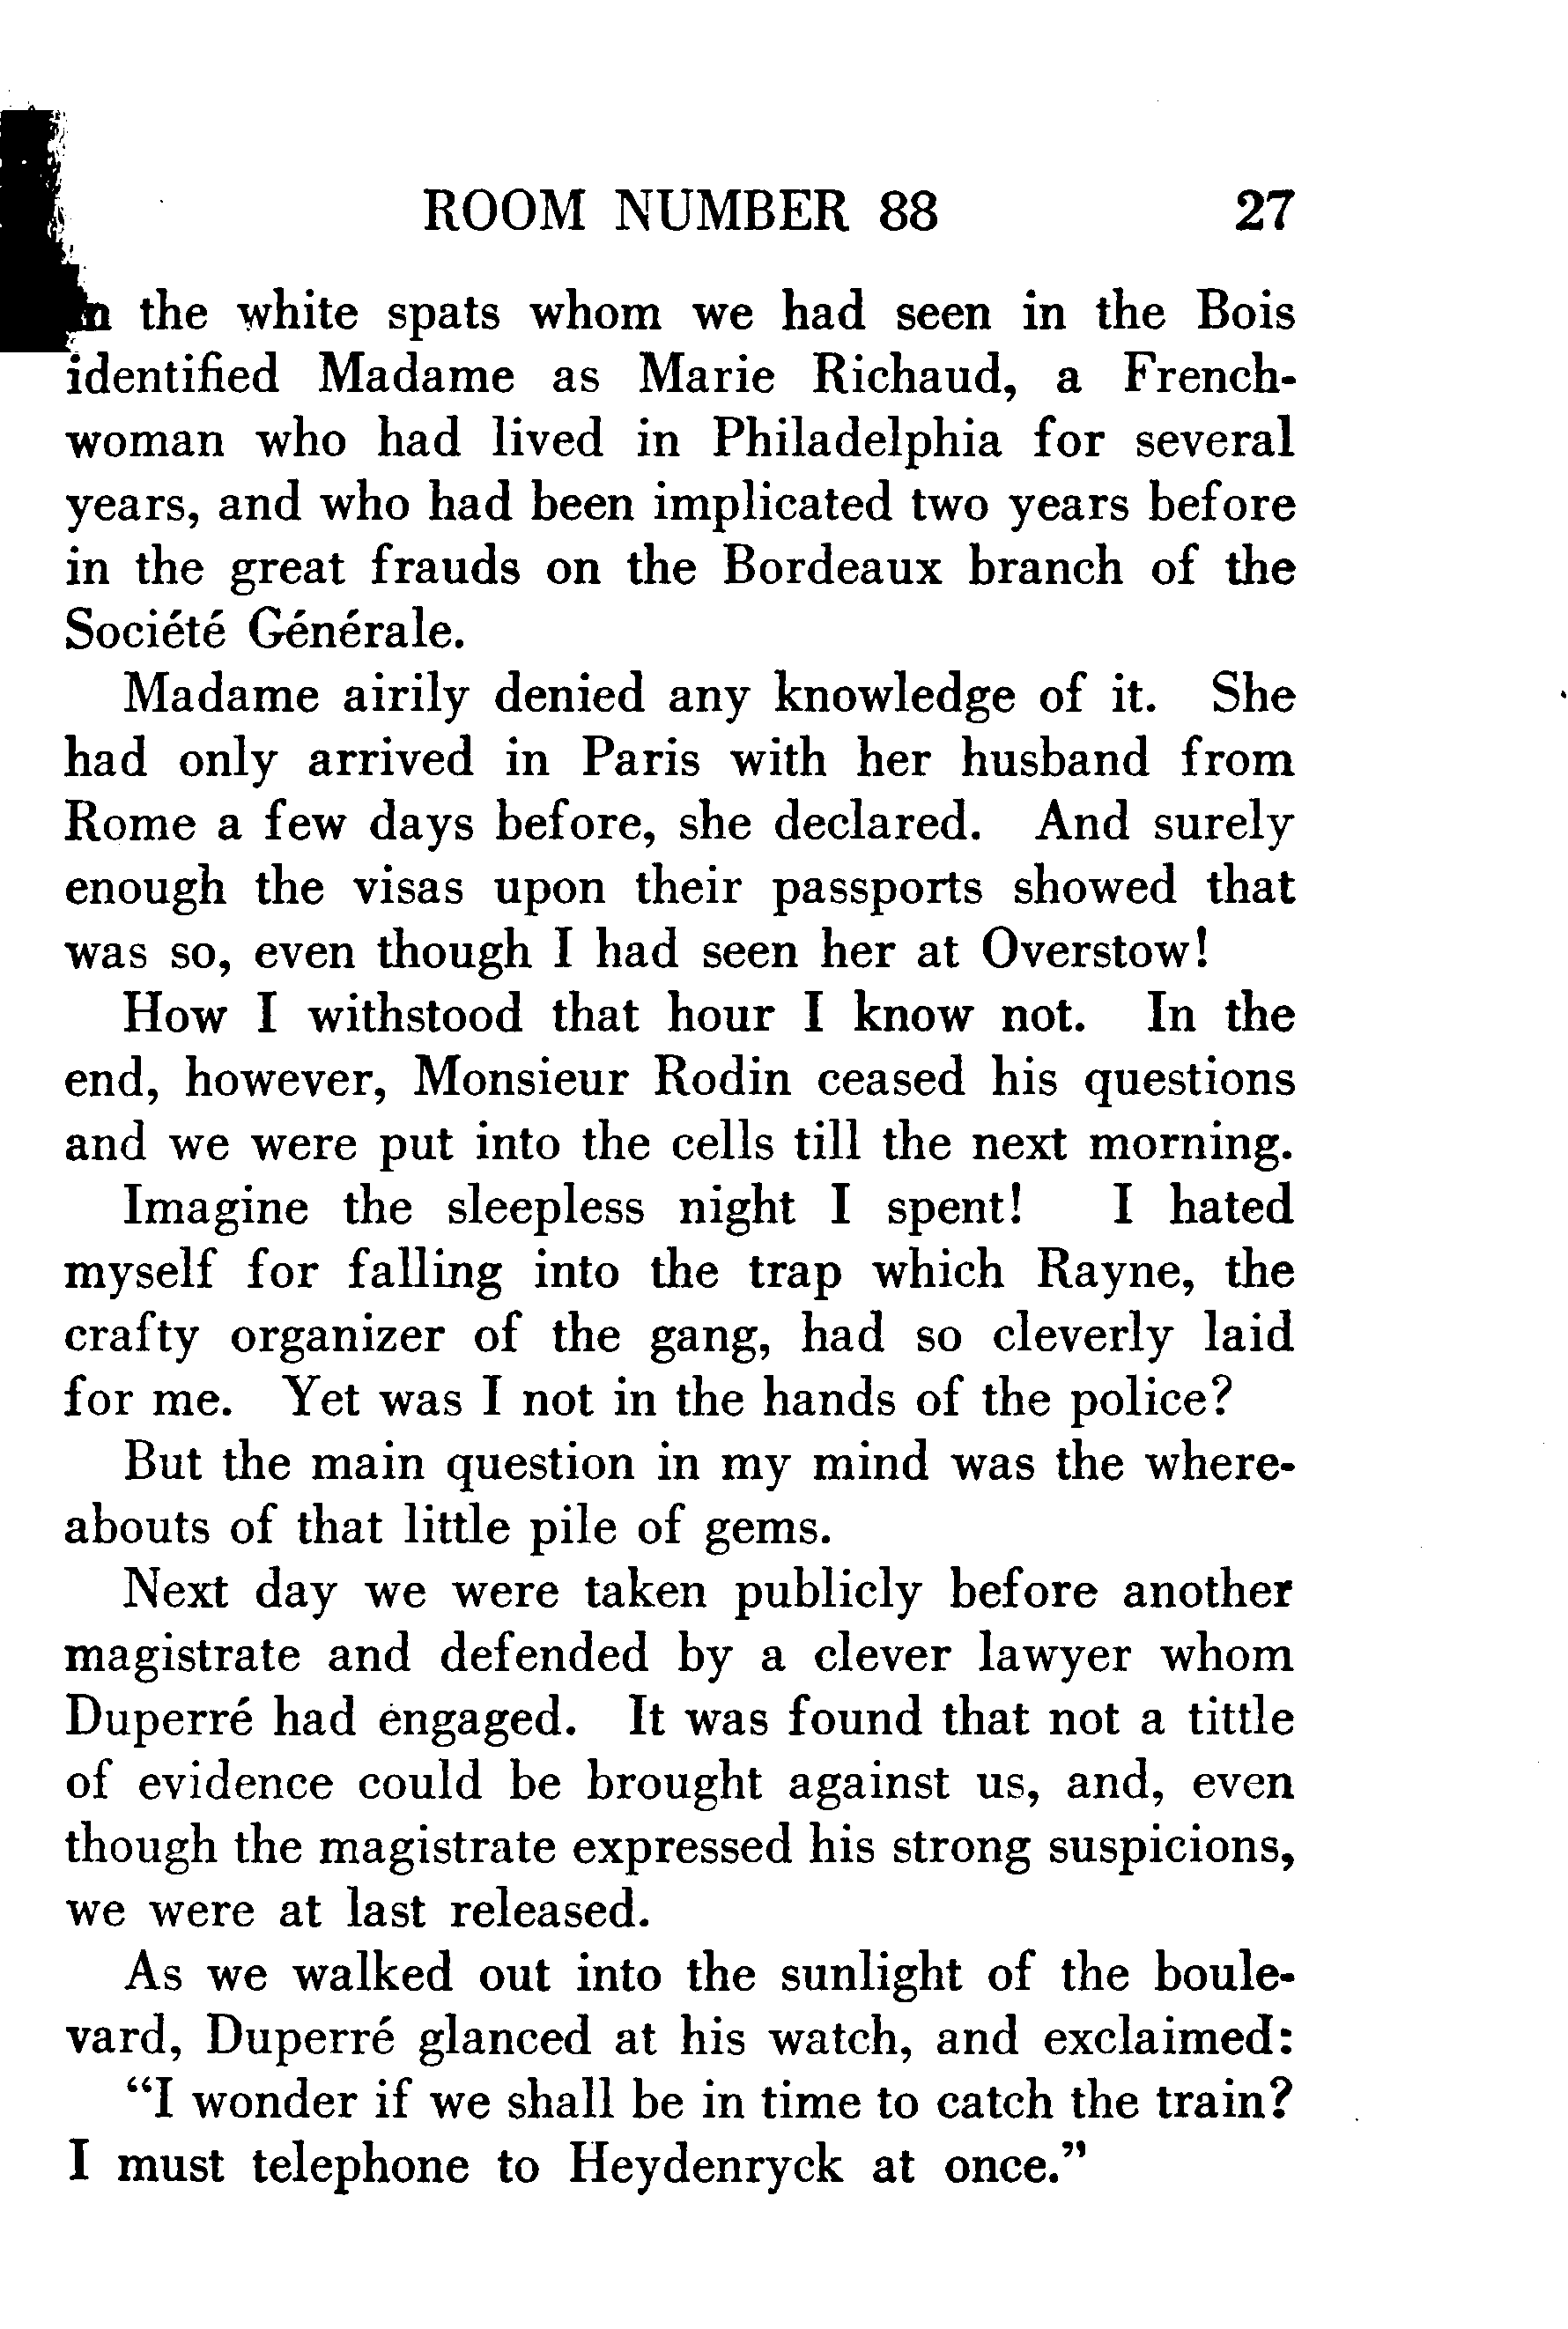 ROOM NUMBER 88 27
the white spats whom we had seen in the Bois
identified Madame as Marie Richaud, a French-
woman who had lived in Philadelphia for several
years, and who had been implicated two years before
in the great frauds on the Bordeaux branch of the
Société Générale.
Madame airily denied any knowledge of it. She
had only arrived in Paris with her husband from
Rome a few days before, she declared. And surely
enough the visas upon their passports showed that
was so, even though I had seen her at Overstow!
How I withstood that hour I know not. In the
end, however, Monsieur Rodin ceased his questions
and we were put into the cells till the next morning.
Imagine the sleepless night I spent! I hated
myself for falling into the trap which Rayne, the
crafty organizer of the gang, had so cleverly laid
for me. Yet was I not in the hands of the police?
But the main question in my mind was the where-
abouts of that little pile of gems.
Next day we were taken publicly before another
magistrate and defended by a clever lawyer whom
Duperré had engaged. It was found that not a tittle
of evidence could be brought against us, and, even
though the magistrate expressed his strong suspicions,
we were at last released.
As we walked out into the sunlight of the boule-
vard, Duperré glanced at his watch, and exclaimed:
“I wonder if we shall be in time to catch the train?
I must telephone to Heydenryck at once.”